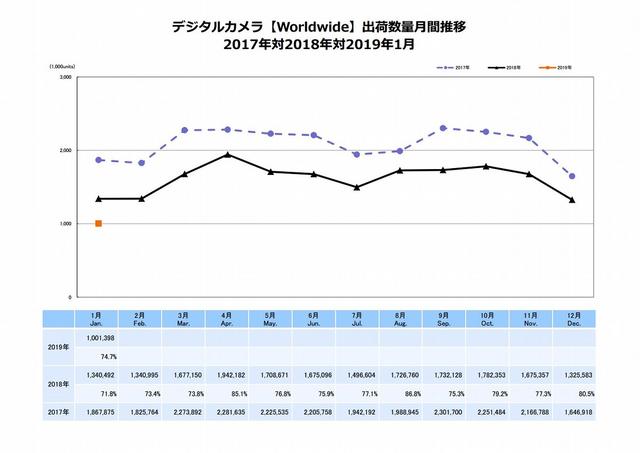 デジタルカメラ【Worldwide】出荷数量月間推移
2017年対2018年対2019年1月
(1,000units)
2017年 2018年 2019年
3,000
2,000
1,000
0
1月 2月 3月 4月 5月 6月 7月 8月 9月 10月 11月 12月
Jan. Feb. Mar. Apr. May. Jun. Jul. Aug. Sep. Oct. Nov. Dec.
2019年 1,001,398
74.7%
2018年 1,340,492 1,340,995 1,677,150 1,942,182 1,708,671 1,675,096 1,496,604 1,726,760 1,732,128 1,782,353 1,675,357 1,325,583
71.8% 73.4% 73.8% 85.1% 76.8% 75.9% 77.1% 86.8% 75.3% 79.2% 77.3% 80.5%
2017年 1,867,875 1,825,764 2,273,892 2,281,635 2,225,535 2,205,758 1,942,192 1,988,945 2,301,700 2,251,484 2,166,788 1,646,918